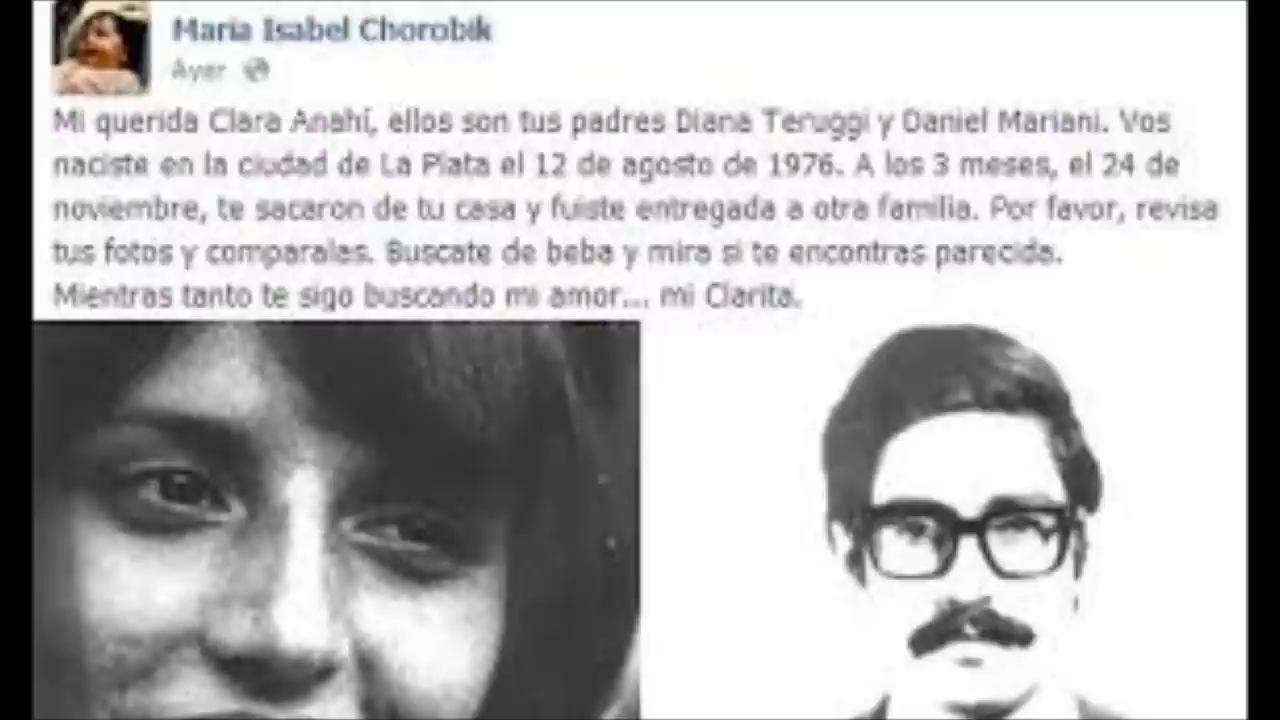 Maria Isabel Chorobik
Ayer
Mi querida Clara Anahí, ellos son tus padres Diana Teruggi y Daniel Mariani. Vos
naciste en la ciudad de La Plata el 12 de agosto de 1976. A los 3 meses, el 24 de
noviembre, te sacaron de tu casa y fuiste entregada a otra familia. Por favor, revisa
tus fotos y comparalas. Buscate de beba y mira si te encontras parecida.
Mientras tanto te sigo buscando mi amor... mi Clarita.